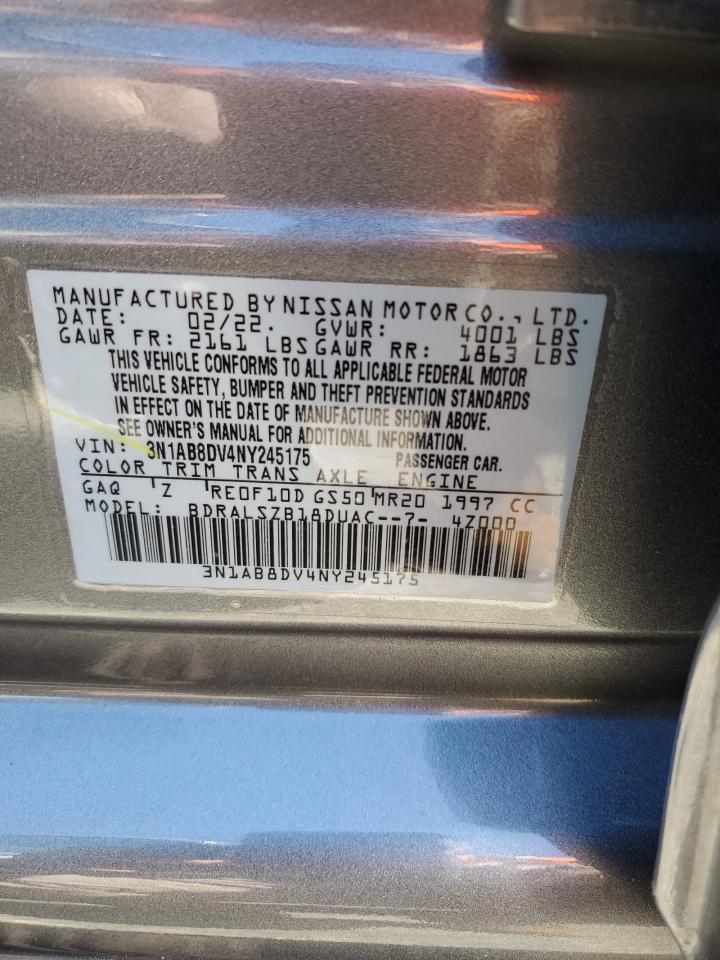 MANUFACTURED BY NISSAN MOTOR CO., LTD.
DATE: 02/22. GVWR: 4001 LBS
GAWR FR: 2161 LBS GAWR RR: 1863 LBS
THIS VEHICLE CONFORMS TO ALL APPLICABLE FEDERAL MOTOR
VEHICLE SAFETY, BUMPER AND THEFT PREVENTION STANDARDS
IN EFFECT ON THE DATE OF MANUFACTURE SHOWN ABOVE.
SEE OWNER'S MANUAL FOR ADDITIONAL INFORMATION.
VIN: 3N1AB8DV4NY245175 PASSENGER CAR.
COLOR TRIM TRANS AXLE ENGINE
GAQ Z RE0F10D GS50 MR20 1997 CC
MODEL: BDRALSZB18DUAC--7- 4Z000
3N1AB8DV4NY245175